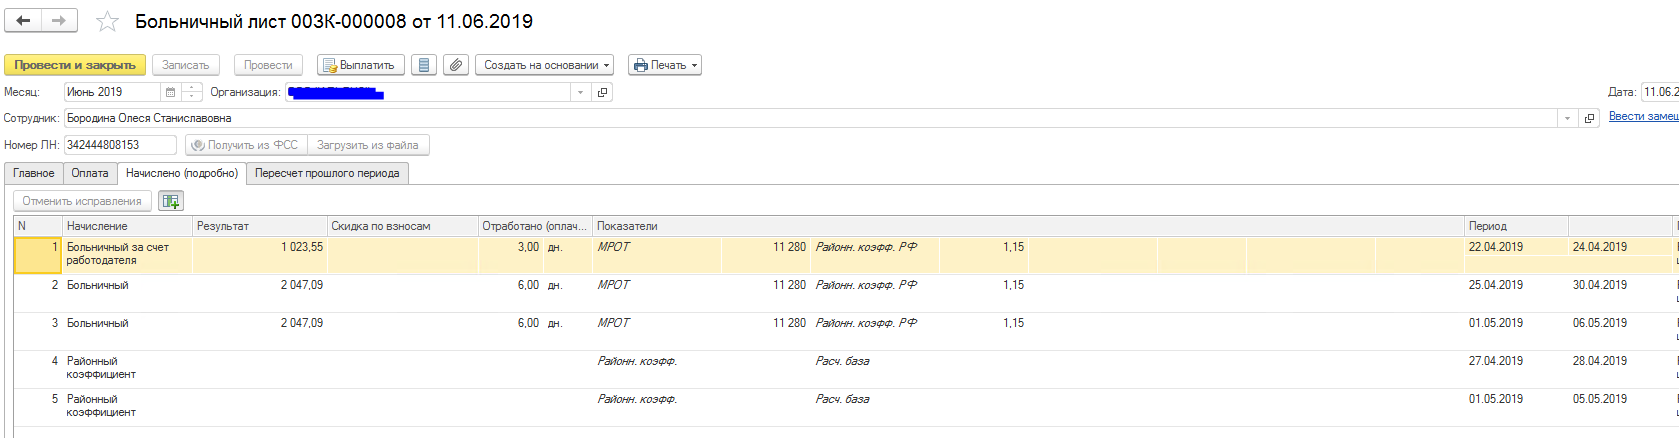 Больничный лист 003К-000008 от 11.06.2019
Провести и закрыть Записать Провести Выплатить Создать на основании Печать
Месяц: Июнь 2019 Организация: Дата: 11.06.2
Сотрудник: Бородина Олеся Станиславовна Ввести замещ
Номер ЛН: 342444808153 Получить из ФСС Загрузить из файла
Главное Оплата Начислено (подробно) Пересчет прошлого периода
Отменить исправления
N Начисление Результат Скидка по взносам Отработано (оплач... Показатели Период
1 Больничный за счет 1 023,55 3,00 дн. МРОТ 11 280 Районн. коэфф. РФ 1,15 22.04.2019 24.04.2019
работодателя
2 Больничный 2 047,09 6,00 дн. МРОТ 11 280 Районн. коэфф. РФ 1,15 25.04.2019 30.04.2019
3 Больничный 2 047,09 6,00 дн. МРОТ 11 280 Районн. коэфф. РФ 1,15 01.05.2019 06.05.2019
4 Районный Районн. коэфф. Расч. база 27.04.2019 28.04.2019
коэффициент
5 Районный Районн. коэфф. Расч. база 01.05.2019 05.05.2019
коэффициент